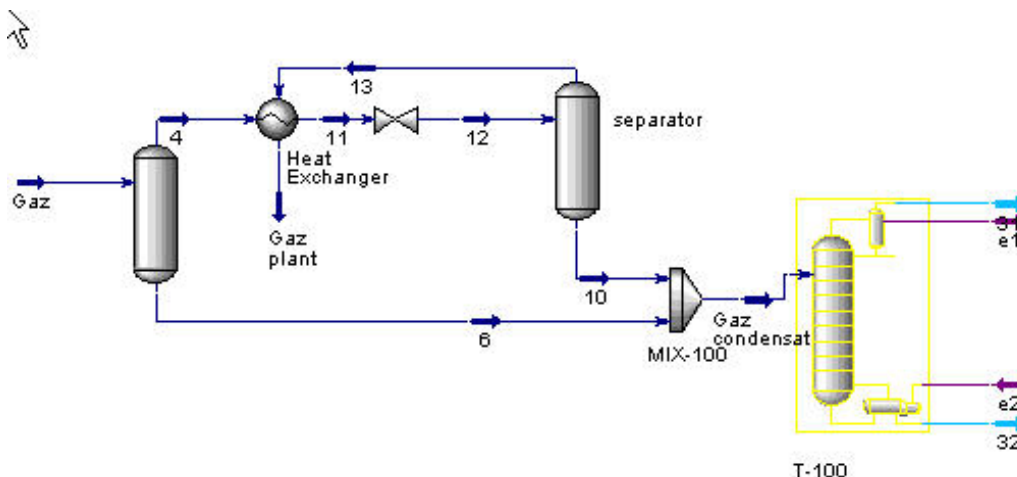 13
4
11
12
separator
Heat
Exchanger
Gaz
Gaz
plant
e1
10
6
Gaz
condensat
MIX-100
e2
32
T-100